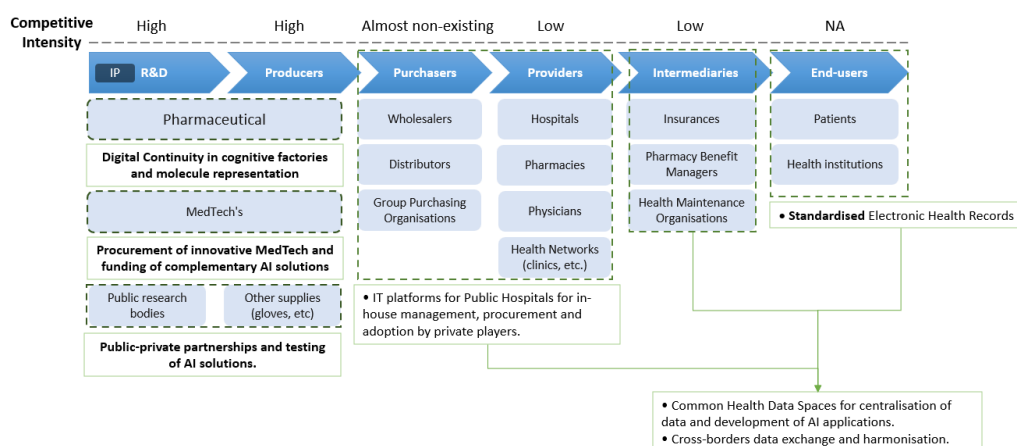 Competitive
Intensity
High
High
Almost non-existing
Low
Low
NA
IP
R&D
Producers
Purchasers
Providers
Intermediaries
End-users
Pharmaceutical
Digital Continuity in cognitive factories
and molecule representation
MedTech's
Procurement of innovative MedTech and
funding of complementary AI solutions
Public research
bodies
Other supplies
(gloves, etc)
Public-private partnerships and testing
of AI solutions.
Wholesalers
Distributors
Group Purchasing
Organisations
Hospitals
Pharmacies
Physicians
Health Networks
(clinics, etc.)
• IT platforms for Public Hospitals for in-
house management, procurement and
adoption by private players.
Insurances
Pharmacy Benefit
Managers
Health Maintenance
Organisations
Patients
Health institutions
• Standardised Electronic Health Records
• Common Health Data Spaces for centralisation of
data and development of AI applications.
• Cross-borders data exchange and harmonisation.